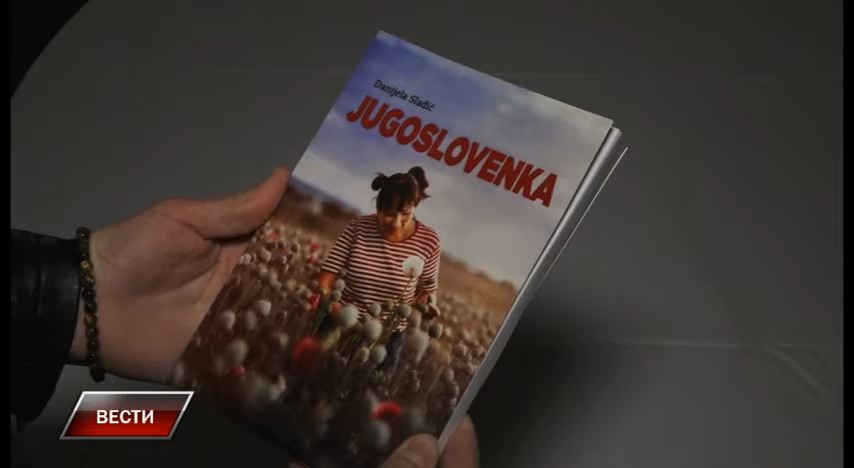 Danijela Sladić
JUGOSLOVENKA
ВЕСТИ